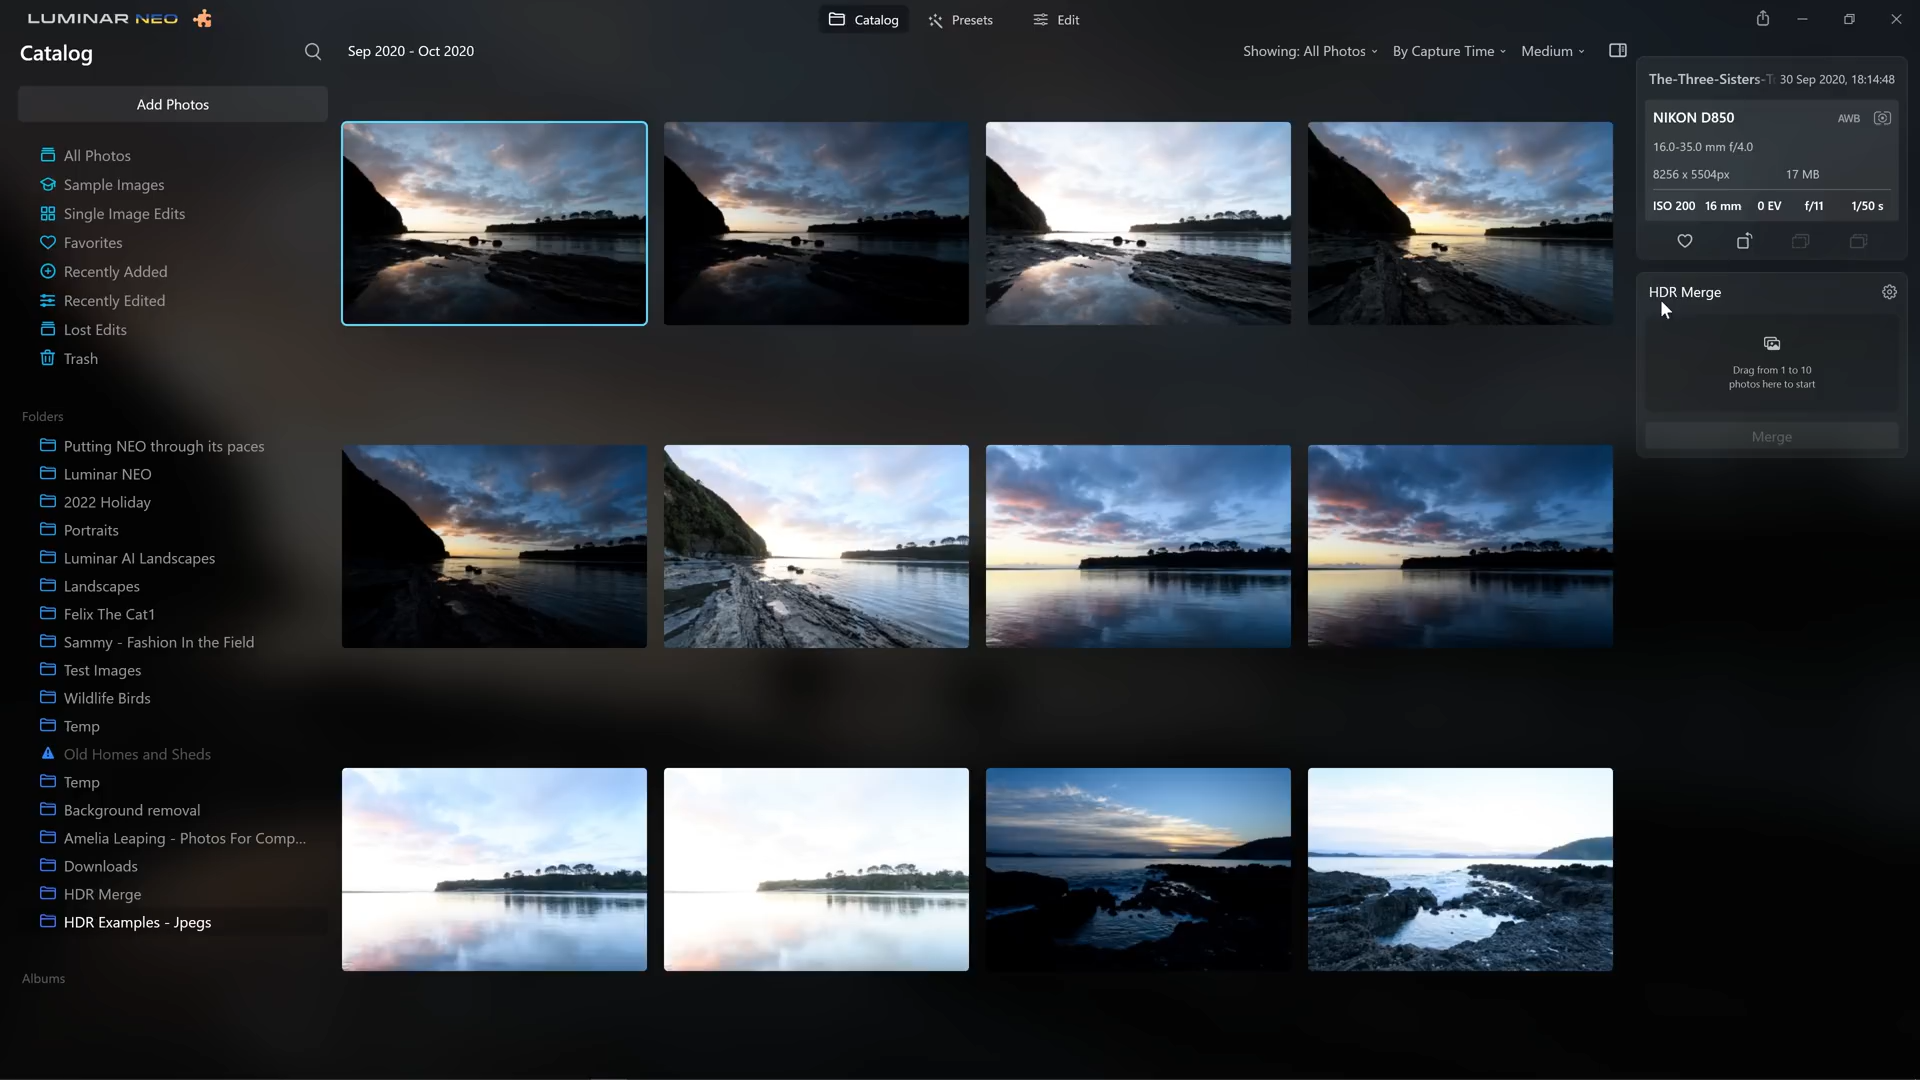 LUMINAR NEO
Catalog
Presets
Edit
Catalog
Sep 2020 - Oct 2020
Showing: All Photos
By Capture Time
Medium
Add Photos
All Photos
Sample Images
Single Image Edits
Favorites
Recently Added
Recently Edited
Lost Edits
Trash
Folders
Putting NEO through its paces
Luminar NEO
2022 Holiday
Portraits
Luminar AI Landscapes
Landscapes
Felix The Cat1
Sammy - Fashion In the Field
Test Images
Wildlife Birds
Temp
Old Homes and Sheds
Temp
Background removal
Amelia Leaping - Photos For Comp...
Downloads
HDR Merge
HDR Examples - Jpegs
Albums
The-Three-Sisters- 30 Sep 2020, 18:14:48
NIKON D850 AWB
16.0-35.0 mm f/4.0
8256 x 5504px 17 MB
ISO 200 16 mm 0 EV f/11 1/50 s
HDR Merge
Drag from 1 to 10
photos here to start
Merge